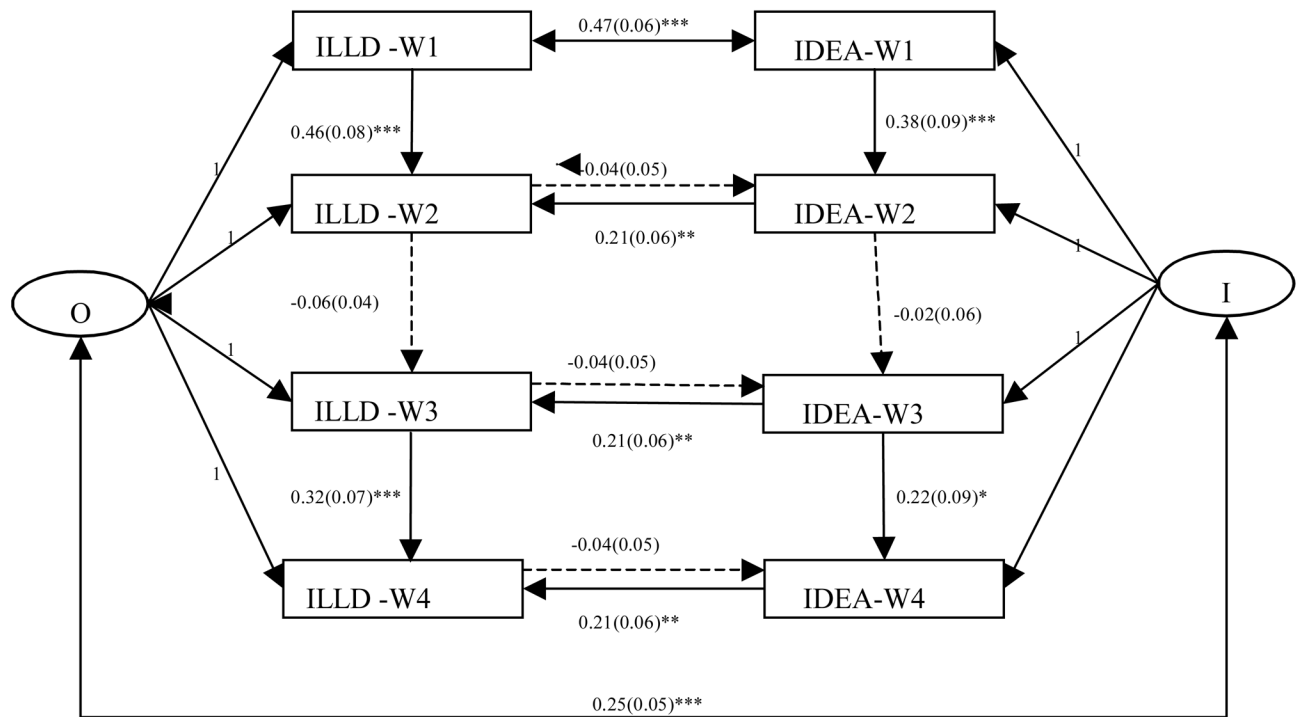 0.47(0.06)***
ILLD -W1
IDEA-W1
0.46(0.08)***
0.38(0.09)***
1
1
-0.04(0.05)
ILLD -W2
IDEA-W2
1
0.21(0.06)**
1
O
I
-0.06(0.04)
-0.02(0.06)
1
-0.04(0.05)
1
ILLD -W3
IDEA-W3
0.21(0.06)**
1
0.32(0.07)***
0.22(0.09)*
-0.04(0.05)
ILLD -W4
IDEA-W4
0.21(0.06)**
0.25(0.05)***